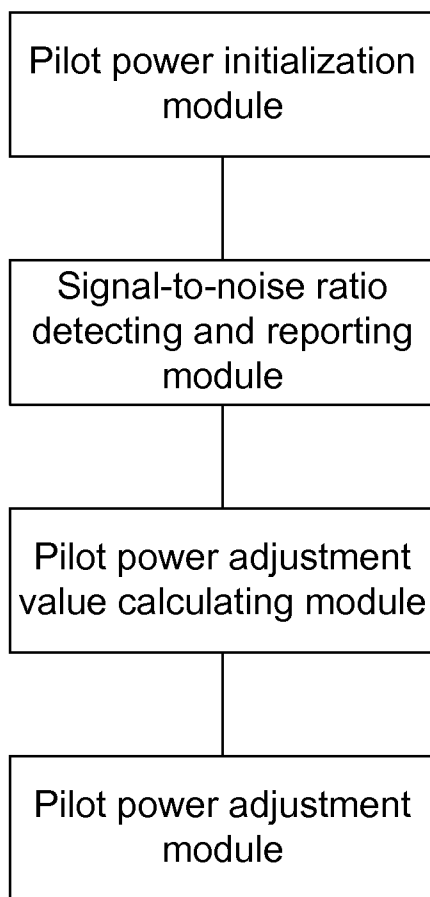 Pilot power initialization
module
Signal-to-noise ratio
detecting and reporting
module
Pilot power adjustment
value calculating module
Pilot power adjustment
module